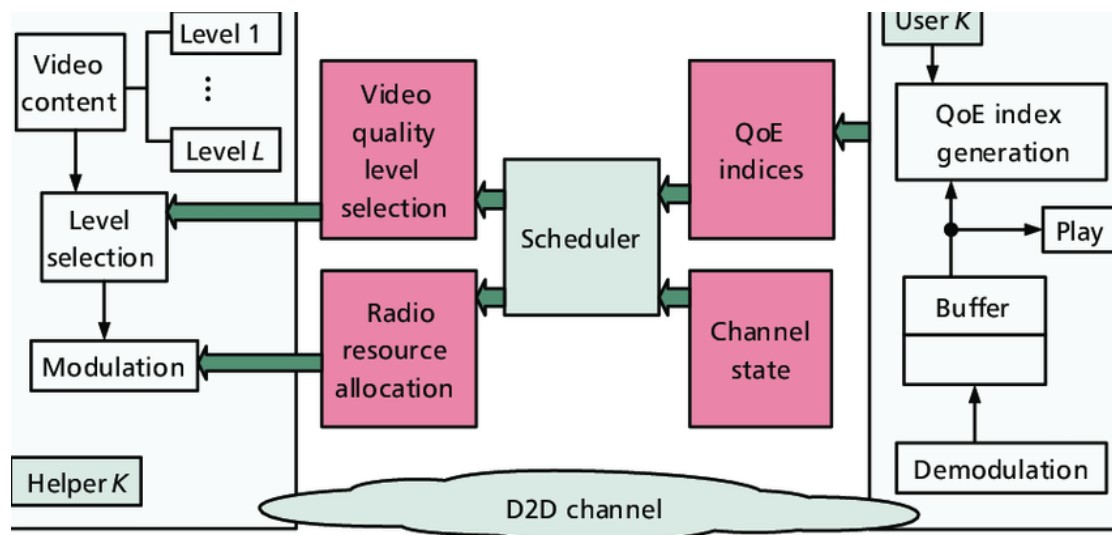 Level 1
Video
content
⋮
Level L
Level
selection
Modulation
Helper K
Video
quality
level
selection
Radio
resource
allocation
Scheduler
QoE
indices
Channel
state
User K
QoE index
generation
Play
Buffer
Demodulation
D2D channel